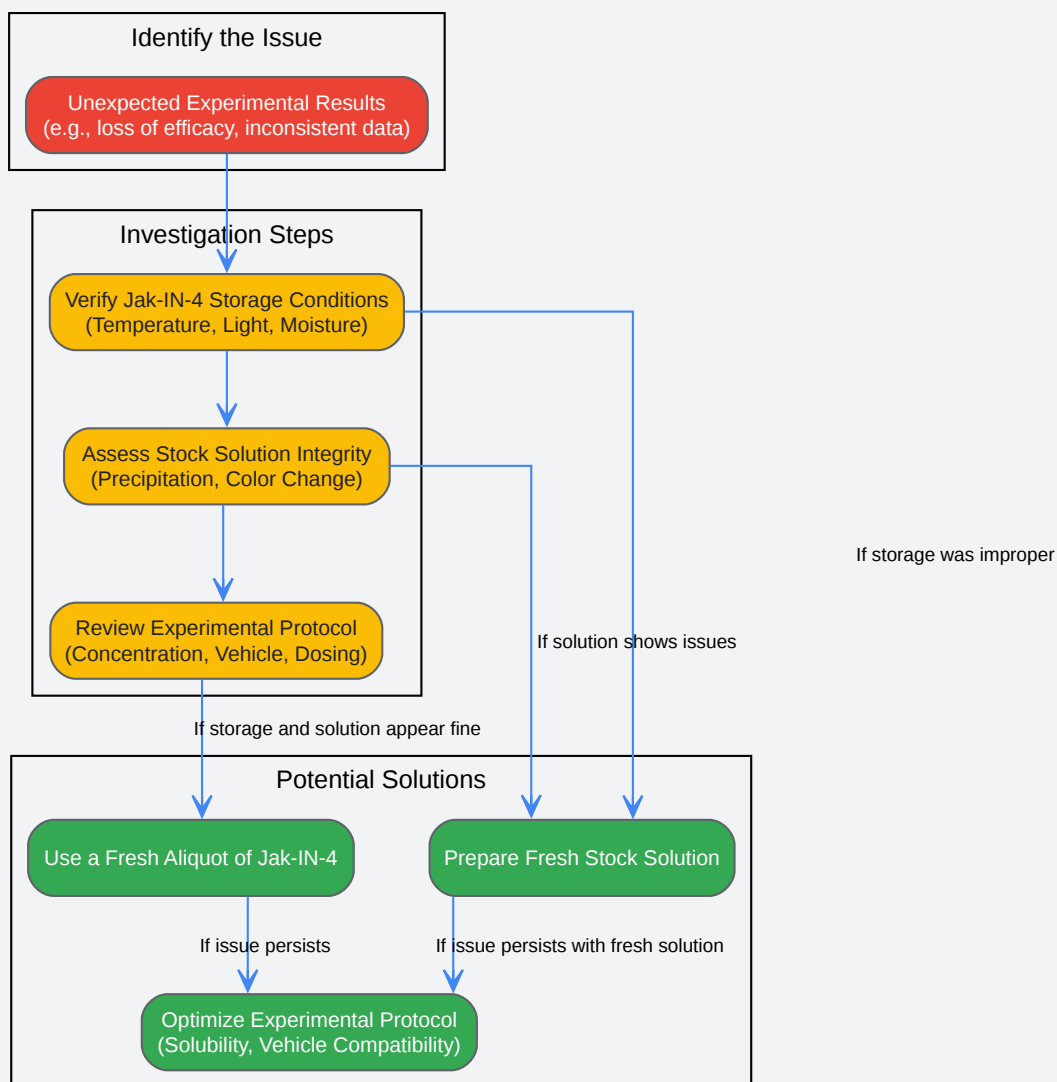 Identify the Issue
Unexpected Experimental Results
(e.g., loss of efficacy, inconsistent data)
Investigation Steps
Verify Jak-IN-4 Storage Conditions
(Temperature, Light, Moisture)
Assess Stock Solution Integrity
(Precipitation, Color Change)
If storage was improper
Review Experimental Protocol
(Concentration, Vehicle, Dosing)
If solution shows issues
If storage and solution appear fine
Potential Solutions
Use a Fresh Aliquot of Jak-IN-4
Prepare Fresh Stock Solution
If issue persists
If issue persists with fresh solution
Optimize Experimental Protocol
(Solubility, Vehicle Compatibility)